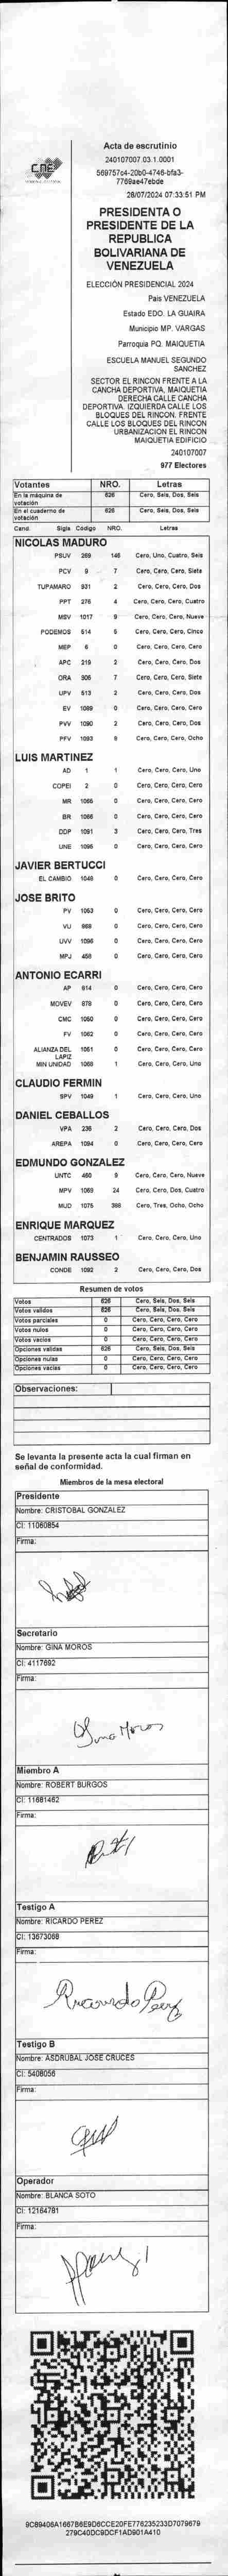 CNE
Acta de escrutinio
240107007.03.1.0001
569757c4-20b0-4746-bfa3-
7769ae47ebde
28/07/2024 07:33:51 PM
PRESIDENTA O
PRESIDENTE DE LA
REPUBLICA
BOLIVARIANA DE
VENEZUELA
ELECCIÓN PRESIDENCIAL 2024
Pais VENEZUELA
Estado EDO. LA GUAIRA
Municipio MP. VARGAS
Parroquia PQ. MAIQUETIA
ESCUELA MANUEL SEGUNDO
SANCHEZ
SECTOR EL RINCON FRENTE A LA
CANCHA DEPORTIVA. MAIQUETIA
DERECHA CALLE CANCHA
DEPORTIVA. IZQUIERDA CALLE LOS
BLOQUES DEL RINCON. FRENTE
CALLE LOS BLOQUES DEL RINCON
URBANIZACION EL RINCON
MAIQUETIA EDIFICIO
240107007
977 Electores
Votantes NRO. Letras
En la máquina de votación 626 Cero, Seis, Dos, Seis
En el cuaderno de votación 626 Cero, Seis, Dos, Seis
Cand. Sigla Código NRO. Letras
NICOLAS MADURO
PSUV 269 146 Cero, Uno, Cuatro, Seis
PCV 9 7 Cero, Cero, Cero, Siete
TUPAMARO 931 2 Cero, Cero, Cero, Dos
PPT 276 4 Cero, Cero, Cero, Cuatro
MSV 1017 9 Cero, Cero, Cero, Nueve
PODEMOS 514 5 Cero, Cero, Cero, Cinco
MEP 6 0 Cero, Cero, Cero, Cero
APC 219 2 Cero, Cero, Cero, Dos
ORA 306 7 Cero, Cero, Cero, Siete
UPV 513 2 Cero, Cero, Cero, Dos
EV 1089 0 Cero, Cero, Cero, Cero
PVV 1090 2 Cero, Cero, Cero, Dos
PFV 1093 8 Cero, Cero, Cero, Ocho
LUIS MARTINEZ
AD 1 1 Cero, Cero, Cero, Uno
COPEI 2 0 Cero, Cero, Cero, Cero
MR 1066 0 Cero, Cero, Cero, Cero
BR 1068 0 Cero, Cero, Cero, Cero
DDP 1091 3 Cero, Cero, Cero, Tres
UNE 1095 0 Cero, Cero, Cero, Cero
JAVIER BERTUCCI
EL CAMBIO 1046 0 Cero, Cero, Cero, Cero
JOSE BRITO
PV 1053 0 Cero, Cero, Cero, Cero
VU 968 0 Cero, Cero, Cero, Cero
UVV 1096 0 Cero, Cero, Cero, Cero
MPJ 458 0 Cero, Cero, Cero, Cero
ANTONIO ECARRI
AP 914 0 Cero, Cero, Cero, Cero
MOVEV 879 0 Cero, Cero, Cero, Cero
CMC 1050 0 Cero, Cero, Cero, Cero
FV 1062 0 Cero, Cero, Cero, Cero
ALIANZA DEL LAPIZ 1051 0 Cero, Cero, Cero, Cero
MIN UNIDAD 1068 1 Cero, Cero, Cero, Uno
CLAUDIO FERMIN
SPV 1049 1 Cero, Cero, Cero, Uno
DANIEL CEBALLOS
VPA 236 2 Cero, Cero, Cero, Dos
AREPA 1094 0 Cero, Cero, Cero, Cero
EDMUNDO GONZALEZ
UNTC 460 9 Cero, Cero, Cero, Nueve
MPV 1069 24 Cero, Cero, Dos, Cuatro
MUD 1075 388 Cero, Tres, Ocho, Ocho
ENRIQUE MARQUEZ
CENTRADOS 1073 1 Cero, Cero, Cero, Uno
BENJAMIN RAUSSEO
CONDE 1092 2 Cero, Cero, Cero, Dos
Resumen de votos
Votos 626 Cero, Seis, Dos, Seis
Votos validos 626 Cero, Seis, Dos, Seis
Votos parciales 0 Cero, Cero, Cero, Cero
Votos nulos 0 Cero, Cero, Cero, Cero
Votos vacios 0 Cero, Cero, Cero, Cero
Opciones validas 626 Cero, Seis, Dos, Seis
Opciones nulas 0 Cero, Cero, Cero, Cero
Opciones vacias 0 Cero, Cero, Cero, Cero
Observaciones:
Se levanta la presente acta la cual firman en
señal de conformidad.
Miembros de la mesa electoral
Presidente
Nombre: CRISTOBAL GONZALEZ
CI: 11060854
Firma:
Secretario
Nombre: GINA MOROS
CI: 4117692
Firma:
Gina Moros
Miembro A
Nombre: ROBERT BURGOS
CI: 11681462
Firma:
Testigo A
Nombre: RICARDO PEREZ
CI: 13673068
Firma:
Ricardo Perez
Testigo B
Nombre: ASDRUBAL JOSE CRUCES
CI: 5408056
Firma:
Operador
Nombre: BLANCA SOTO
CI: 12164781
Firma:
9C89406A1667B6E9D6CCE20FE776235233D7079679
279C40DC9DCF1AD901A410